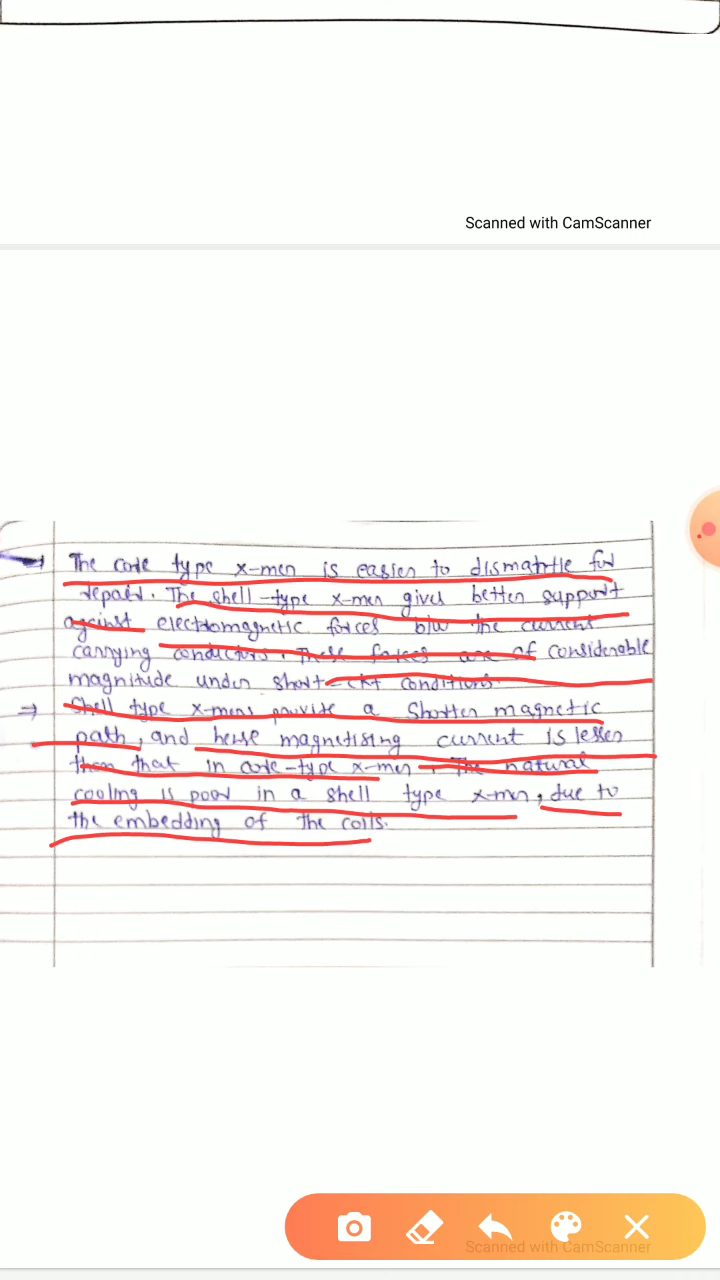 Scanned with CamScanner
→ The core type x-mer is easier to dismantle for
repair. The shell-type x-mer gives better support
against electromagnetic forces b/w the current
carrying conductors. These forces are of considerable
magnitude under short-ckt conditions.
⇒ Shell type x-mers provite a Shorter magnetic
path, and hense magnetising current is lesser
then that in core-type x-mer. The natural
cooling is poor in a shell type x-mer, due to
the embedding of the coils.
Scanned with CamScanner